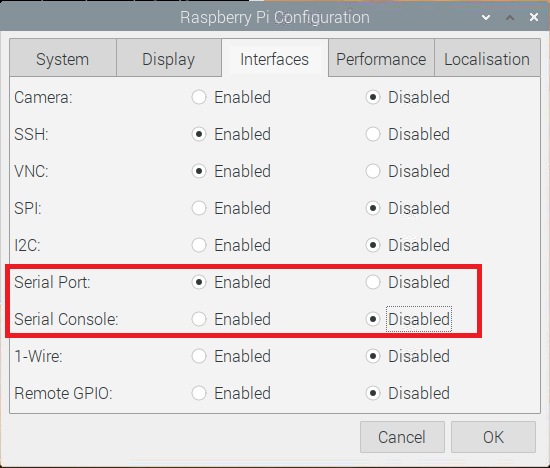 Raspberry Pi Configuration
System Display Interfaces Performance Localisation
Camera: Enabled Disabled
SSH: Enabled Disabled
VNC: Enabled Disabled
SPI: Enabled Disabled
I2C: Enabled Disabled
Serial Port: Enabled Disabled
Serial Console: Enabled Disabled
1-Wire: Enabled Disabled
Remote GPIO: Enabled Disabled
Cancel OK